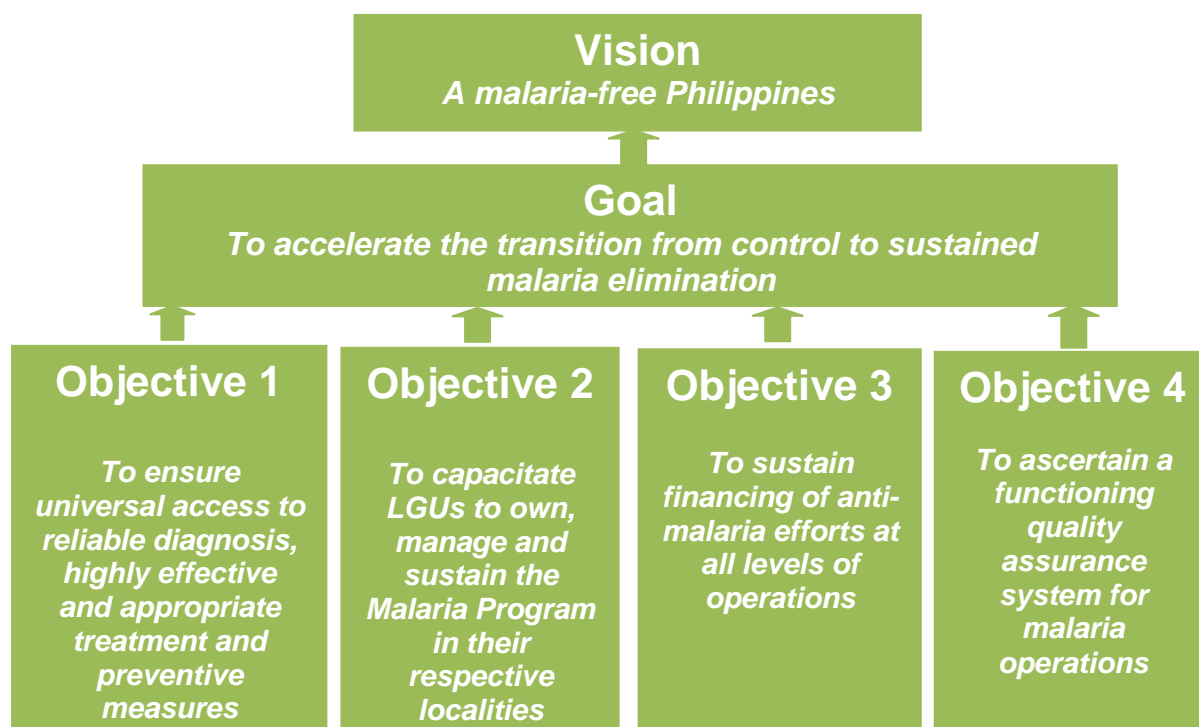 Vision
A malaria-free Philippines
Goal
To accelerate the transition from control to sustained
malaria elimination
Objective 1
To ensure
universal access to
reliable diagnosis,
highly effective
and appropriate
treatment and
preventive
measures
Objective 2
To capacitate
LGUs to own,
manage and
sustain the
Malaria Program
in their
respective
localities
Objective 3
To sustain
financing of anti-
malaria efforts at
all levels of
operations
Objective 4
To ascertain a
functioning
quality
assurance
system for
malaria
operations